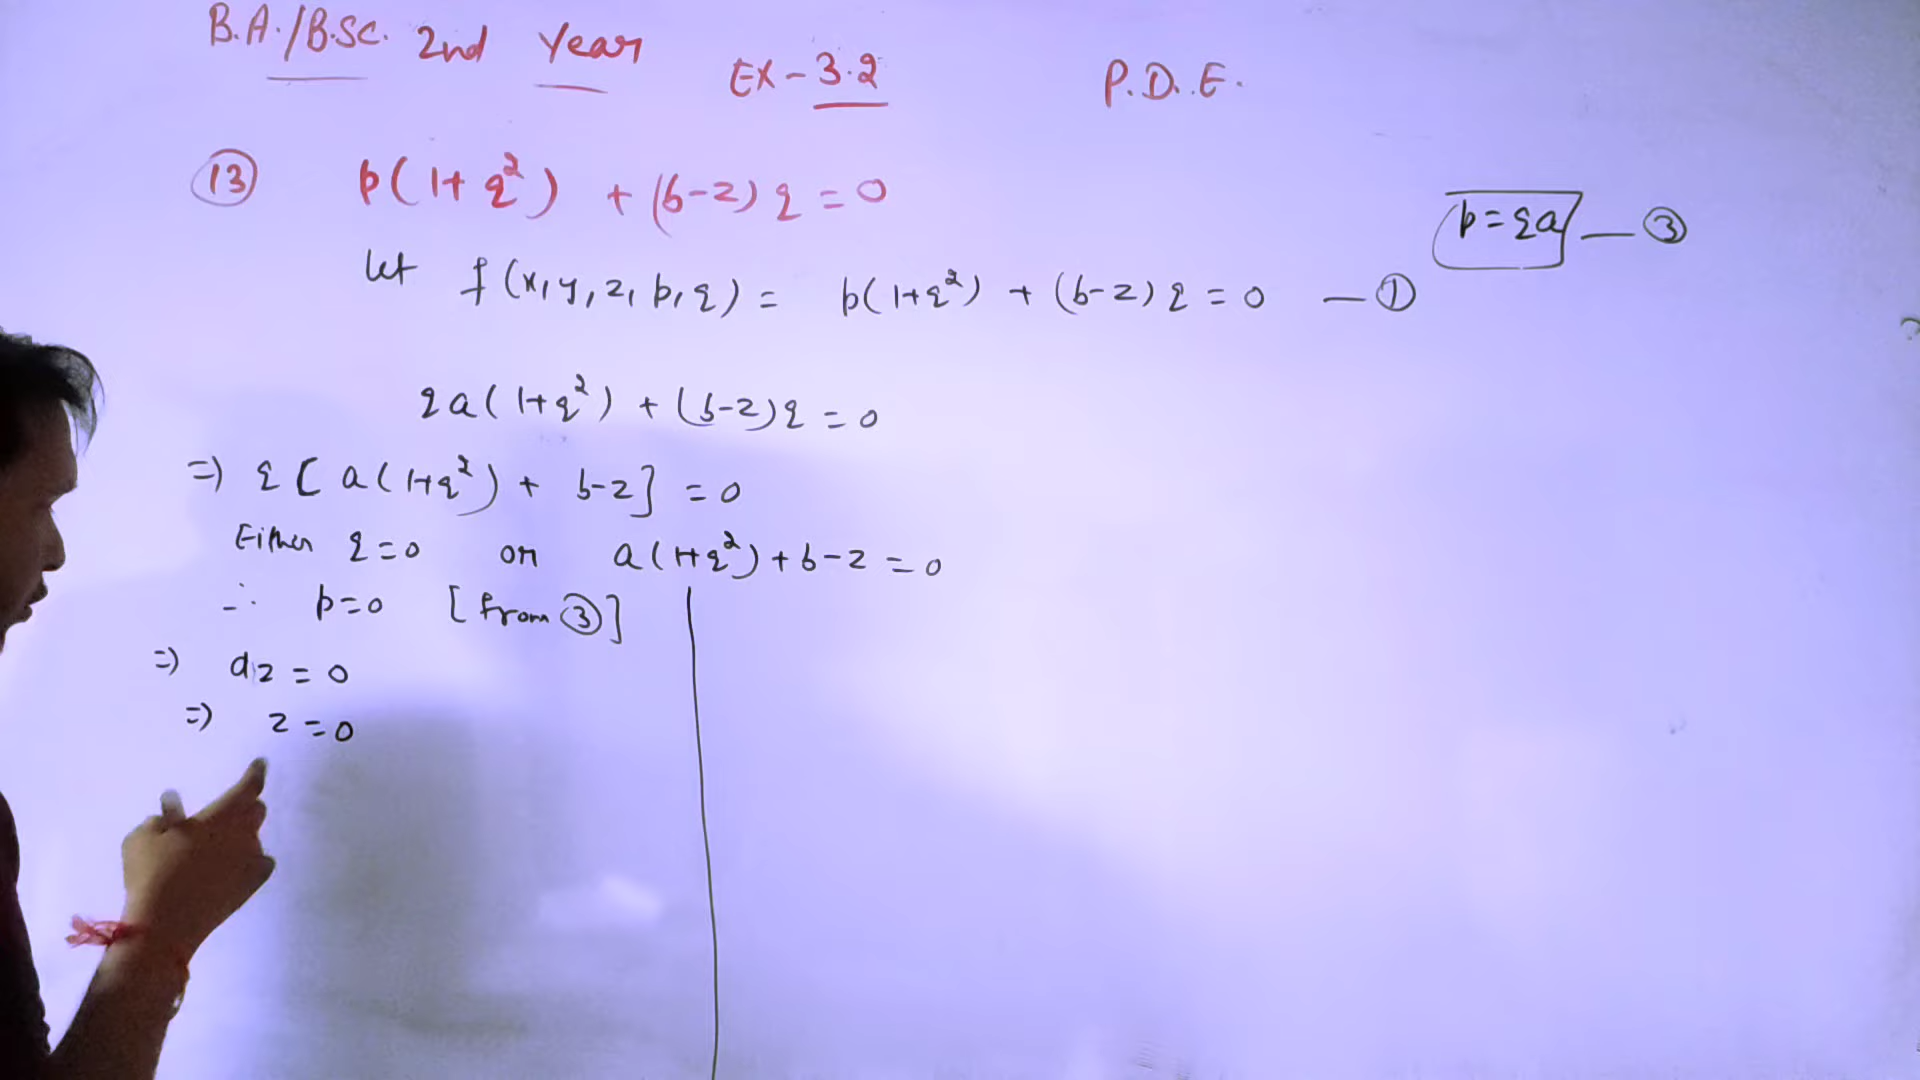 B.A./B.Sc. 2nd Year EX-3.2 P.D.E.
(13) p(1+q²) + (b-z)q = 0
p = qa — (3)
let f(x,y,z,p,q) = p(1+q²) + (b-z)q = 0 — (1)
qa(1+q²) + (b-z)q = 0
=> q[a(1+q²) + b-z] = 0
Either q=0 or a(1+q²)+b-z = 0
∴ p=0 [from (3)]
=> dz = 0
=> z = 0